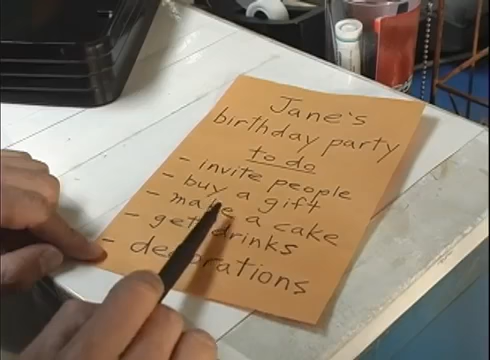 Jane's
birthday party
to do
- invite people
- buy a gift
- make a cake
- get drinks
- decorations